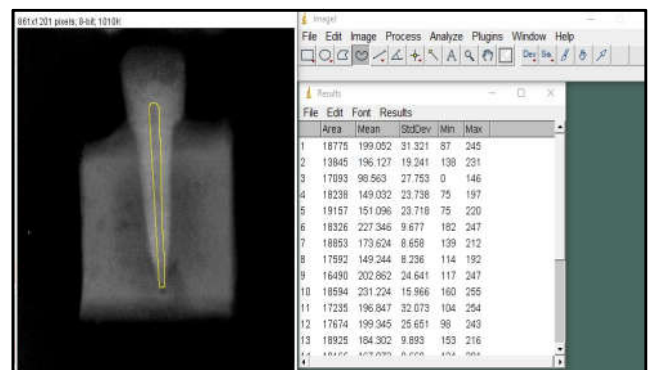 861x1201 pixels; 8-bit; 1010K
ImageJ
File Edit Image Process Analyze Plugins Window Help
Dev
Results
File Edit Font Results
Area Mean StdDev Min Max
1 18775 199.052 31.321 87 245
2 13845 196.127 19.241 138 231
3 17093 98.563 27.753 0 146
4 18238 149.032 23.738 75 197
5 19157 151.096 23.718 75 220
6 18326 227.346 9.677 182 247
7 18853 173.624 8.658 139 212
8 17592 149.244 8.236 114 192
9 16490 202.862 24.641 117 247
10 18594 231.224 15.966 160 255
11 17235 196.847 32.073 104 254
12 17674 199.345 25.651 98 243
13 18925 184.302 9.893 153 216